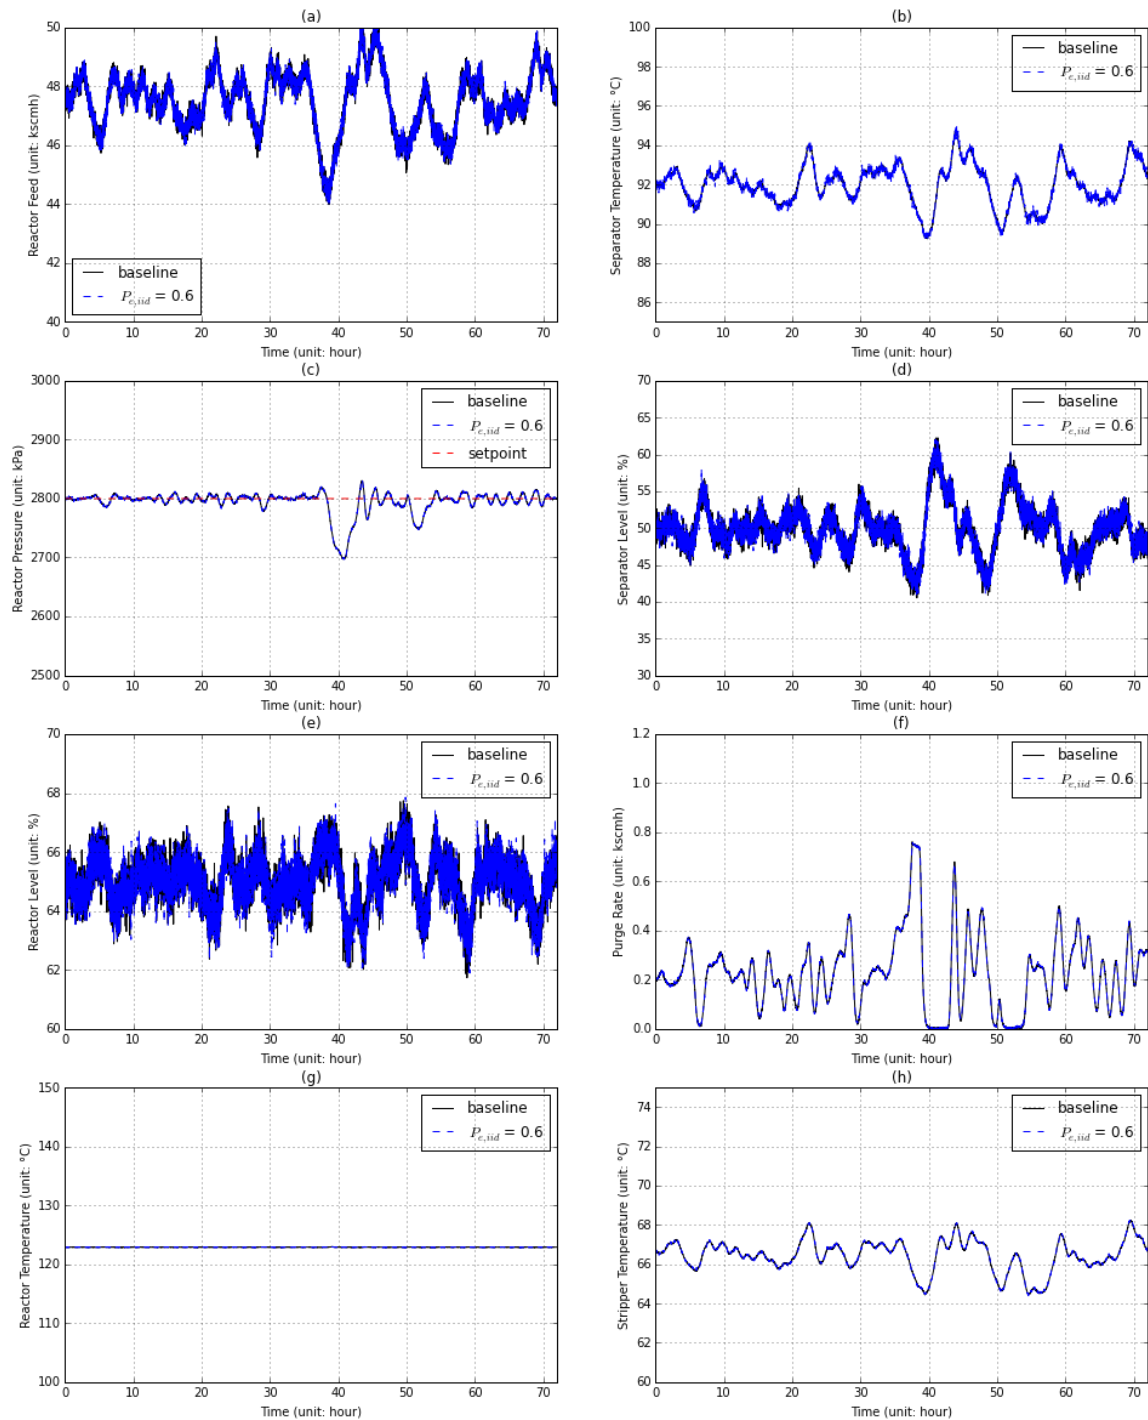 (a)
50
48
46
44
42
40
Reactor Feed (unit: kscmh)
baseline
P_{e,iid} = 0.6
0 10 20 30 40 50 60 70
Time (unit: hour)
(b)
100
98
96
94
92
90
88
86
Separator Temperature (unit: °C)
baseline
P_{e,iid} = 0.6
0 10 20 30 40 50 60 70
Time (unit: hour)
(c)
3000
2900
2800
2700
2600
2500
Reactor Pressure (unit: kPa)
baseline
P_{e,iid} = 0.6
setpoint
0 10 20 30 40 50 60 70
Time (unit: hour)
(d)
70
65
60
55
50
45
40
35
30
Separator Level (unit: %)
baseline
P_{e,iid} = 0.6
0 10 20 30 40 50 60 70
Time (unit: hour)
(e)
70
68
66
64
62
60
Reactor Level (unit: %)
baseline
P_{e,iid} = 0.6
0 10 20 30 40 50 60 70
Time (unit: hour)
(f)
1.2
1.0
0.8
0.6
0.4
0.2
0.0
Purge Rate (unit: kscmh)
baseline
P_{e,iid} = 0.6
0 10 20 30 40 50 60 70
Time (unit: hour)
(g)
150
140
130
120
110
100
Reactor Temperature (unit: °C)
baseline
P_{e,iid} = 0.6
0 10 20 30 40 50 60 70
Time (unit: hour)
(h)
74
72
70
68
66
64
62
60
Stripper Temperature (unit: °C)
baseline
P_{e,iid} = 0.6
0 10 20 30 40 50 60 70
Time (unit: hour)